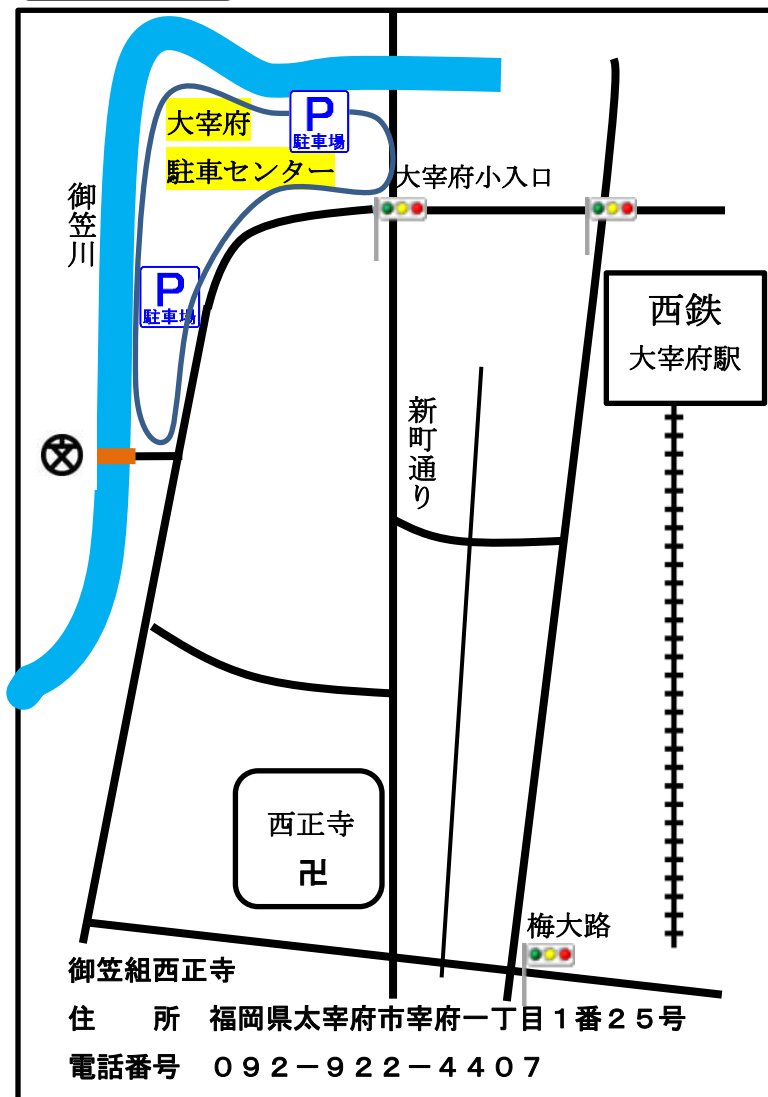 大宰府
駐車センター
P
駐車場
大宰府小入口
御笠川
P
駐車場
西鉄
大宰府駅
新町通り
文
西正寺
卍
梅大路
御笠組西正寺
住　　所　福岡県太宰府市宰府一丁目１番２５号
電話番号　０９２－９２２－４４０７